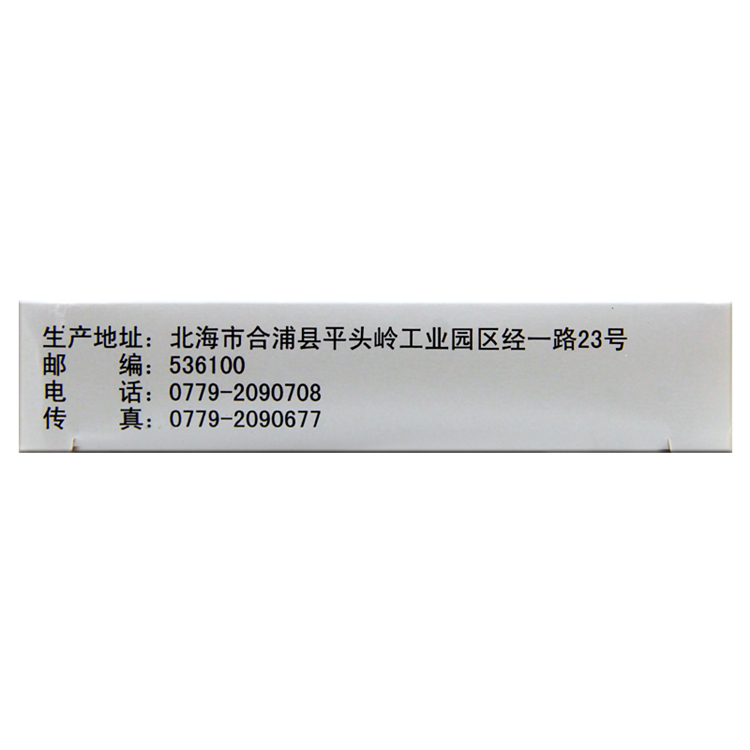 生产地址：北海市合浦县平头岭工业园区经一路23号
邮　　编：536100
电　　话：0779-2090708
传　　真：0779-2090677